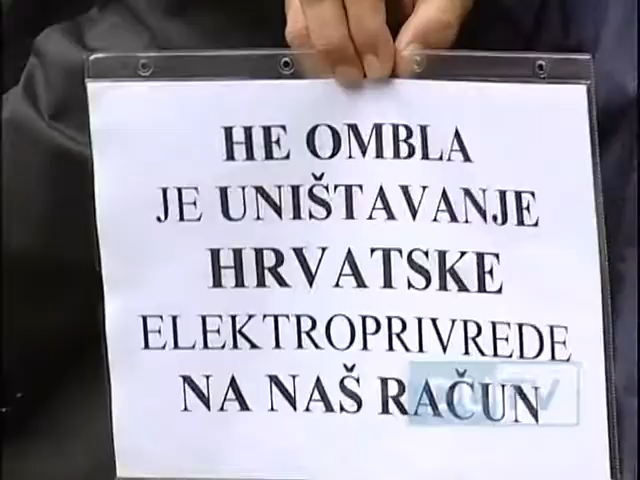 HE OMBLA
JE UNIŠTAVANJE
HRVATSKE
ELEKTROPRIVREDE
NA NAŠ RAČUN